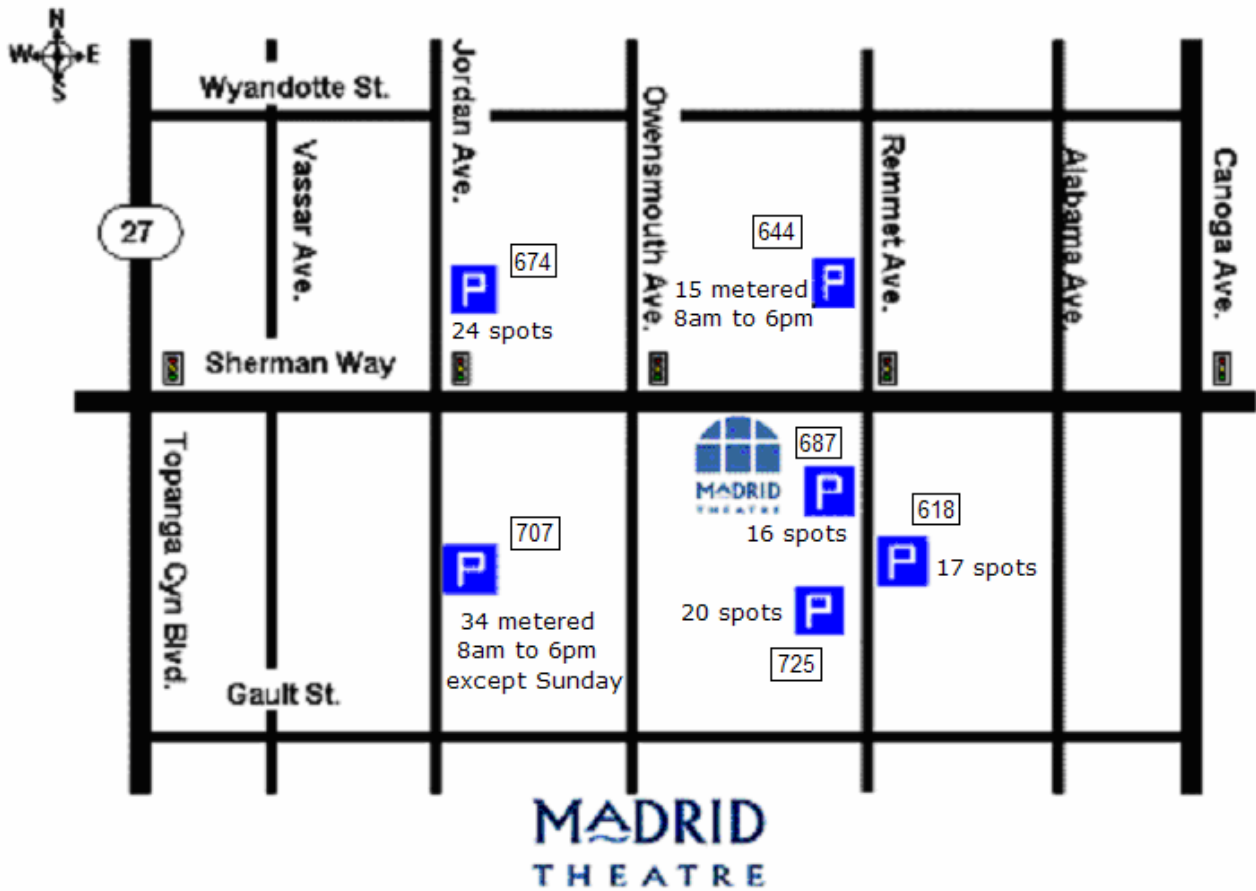 N
W E
S
Wyandotte St.
Jordan Ave.
Owensmouth Ave.
Remmet Ave.
Alabama Ave.
Canoga Ave.
Vassar Ave.
27
674
24 spots
644
15 metered
8am to 6pm
Sherman Way
Topanga Cyn Blvd.
MADRID
THEATRE
687
16 spots
618
17 spots
707
34 metered
8am to 6pm
except Sunday
20 spots
725
Gault St.
MADRID
THEATRE
P
P
P
P
P
P